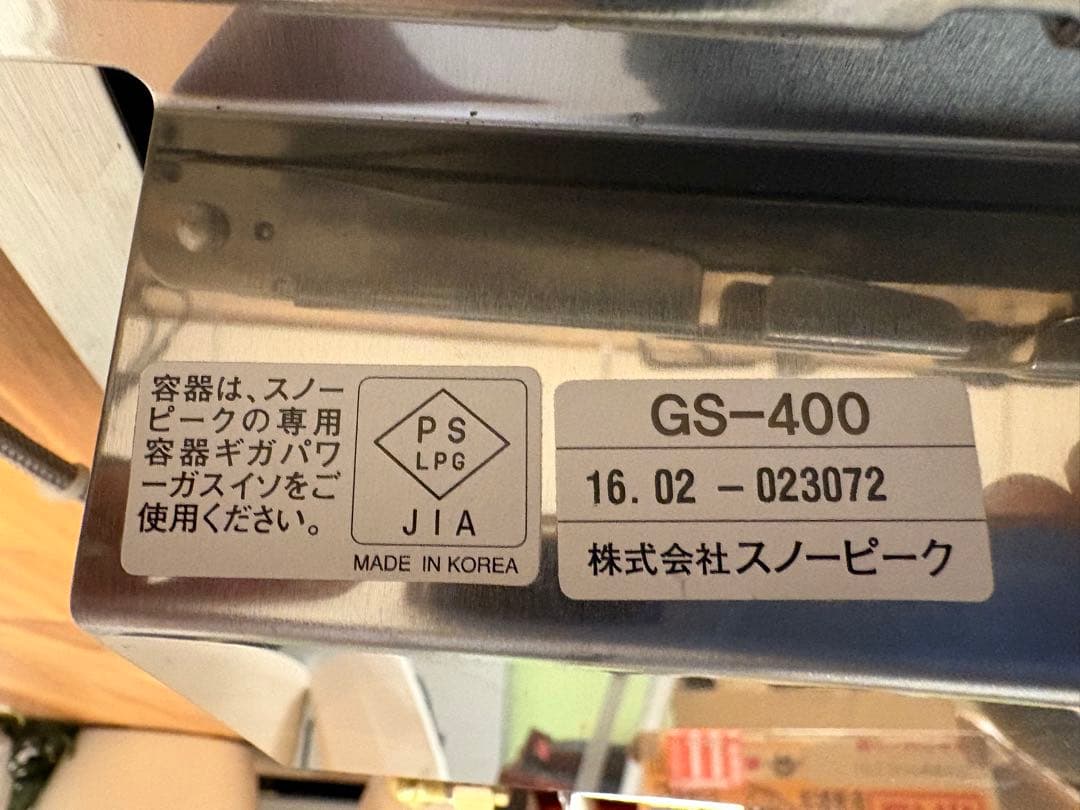 容器は、スノー
ピークの専用
容器ギガパワ
ーガスイソをご
使用ください。
PS
LPG
JIA
MADE IN KOREA
GS-400
16. 02 - 023072
株式会社スノーピーク